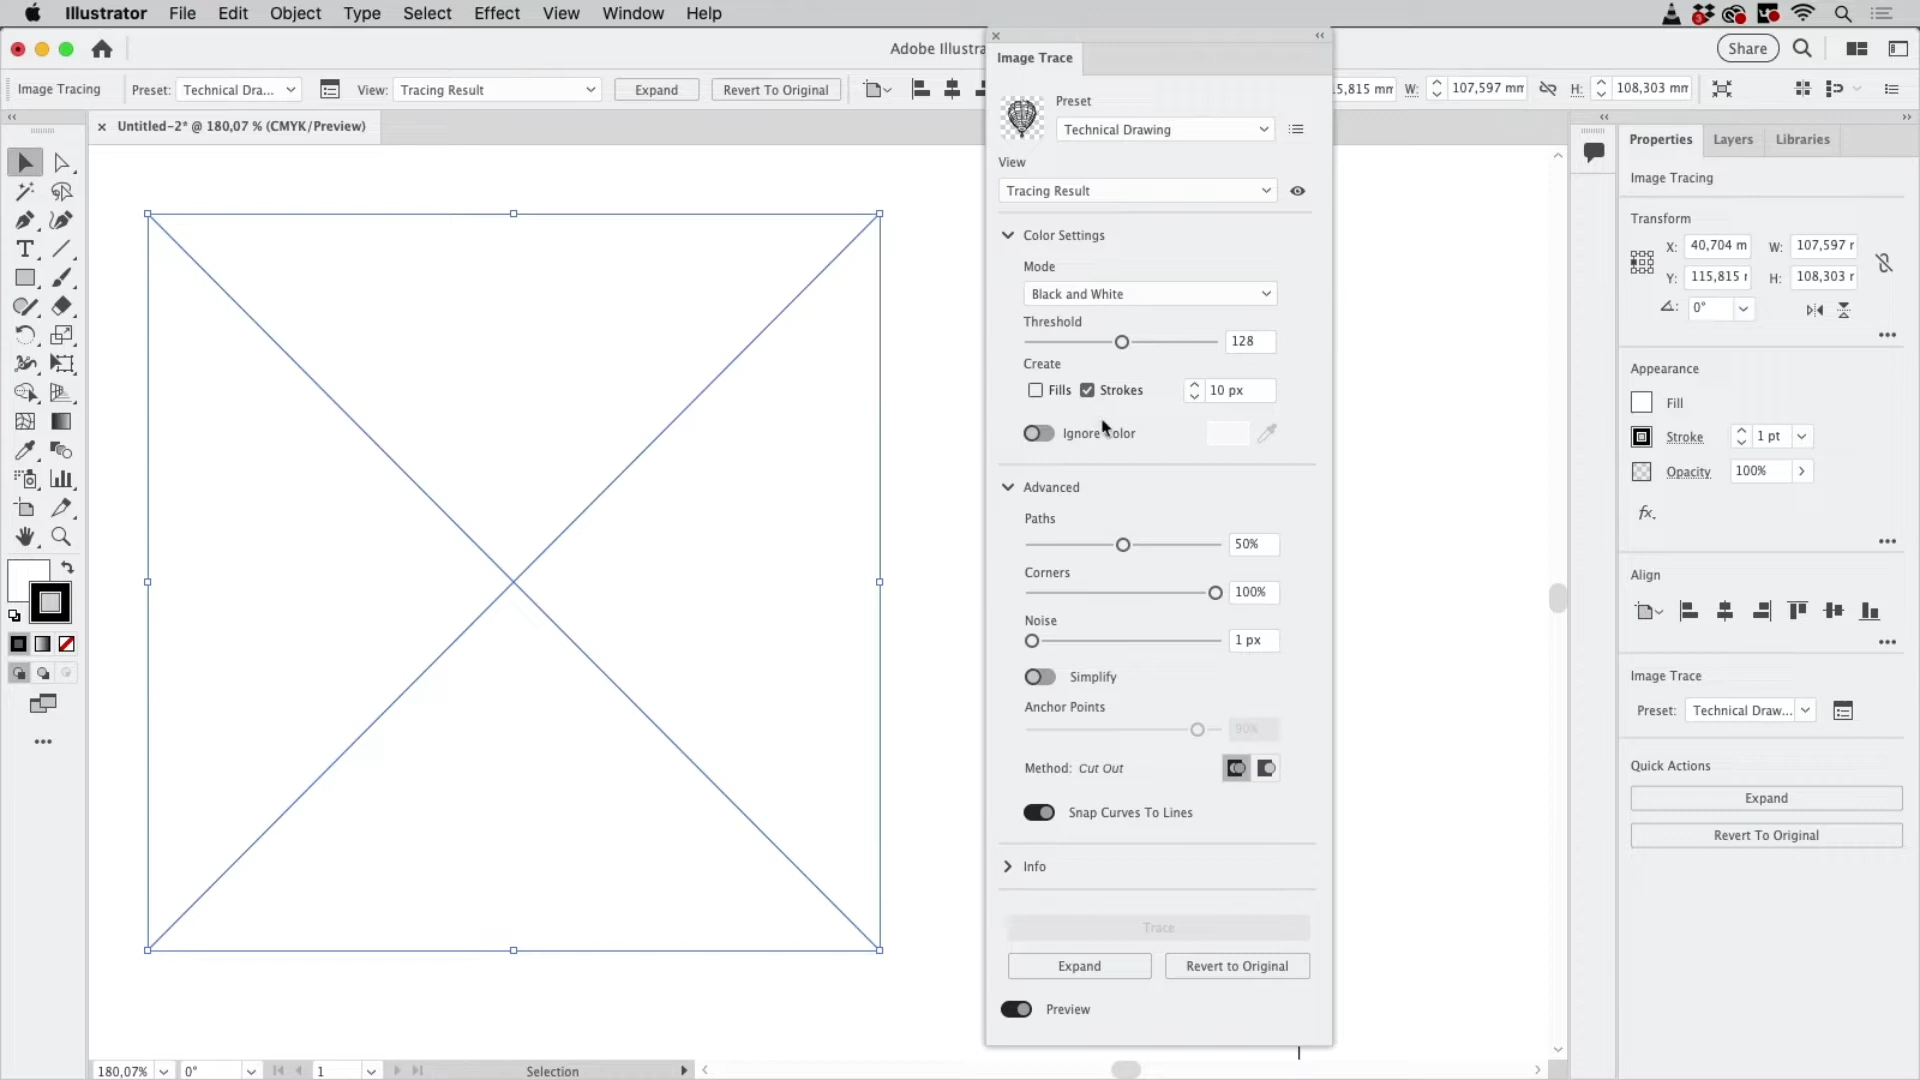 Illustrator File Edit Object Type Select Effect View Window Help
Adobe Illustra
Share
Image Tracing Preset: Technical Dra... View: Tracing Result Expand Revert To Original 5,815 mm W: 107,597 mm H: 108,303 mm
Untitled-2* @ 180,07 % (CMYK/Preview)
Image Trace
Preset
Technical Drawing
View
Tracing Result
Color Settings
Mode
Black and White
Threshold
128
Create
Fills Strokes 10 px
Ignore Color
Advanced
Paths
50%
Corners
100%
Noise
1 px
Simplify
Anchor Points
90%
Method: Cut Out
Snap Curves To Lines
Info
Trace
Expand Revert to Original
Preview
Properties Layers Libraries
Image Tracing
Transform
X: 40,704 m W: 107,597 r
Y: 115,815 r H: 108,303 r
0°
Appearance
Fill
Stroke 1 pt
Opacity 100%
fx.
Align
Image Trace
Preset: Technical Draw...
Quick Actions
Expand
Revert To Original
180,07% 0° 1 Selection